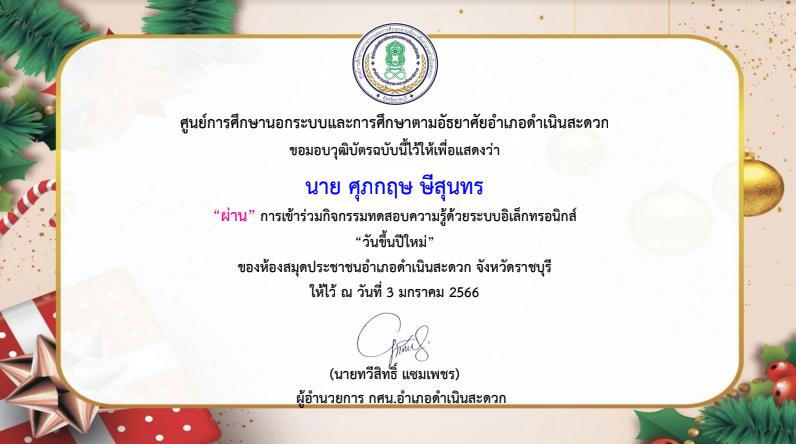 ศูนย์การศึกษานอกระบบและการศึกษาตามอัธยาศัยอำเภอดำเนินสะดวก
ขอมอบวุฒิบัตรฉบับนี้ไว้ให้เพื่อแสดงว่า
นาย ศุภกฤษ ษีสุนทร
“ผ่าน” การเข้าร่วมกิจกรรมทดสอบความรู้ด้วยระบบอิเล็กทรอนิกส์
“วันขึ้นปีใหม่”
ของห้องสมุดประชาชนอำเภอดำเนินสะดวก จังหวัดราชบุรี
ให้ไว้ ณ วันที่ 3 มกราคม 2566
(นายทวีสิทธิ์ แซมเพชร)
ผู้อำนวยการ กศน.อำเภอดำเนินสะดวก